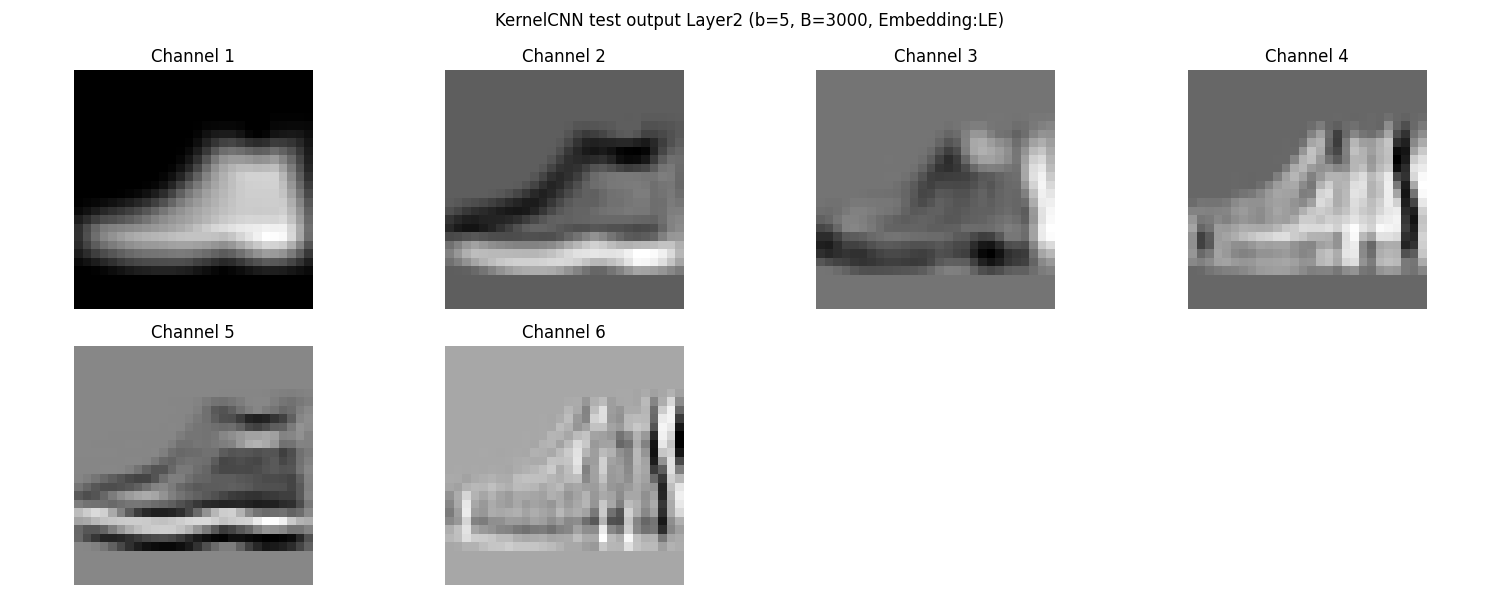 KernelCNN test output Layer2 (b=5, B=3000, Embedding:LE)
Channel 1
Channel 2
Channel 3
Channel 4
Channel 5
Channel 6